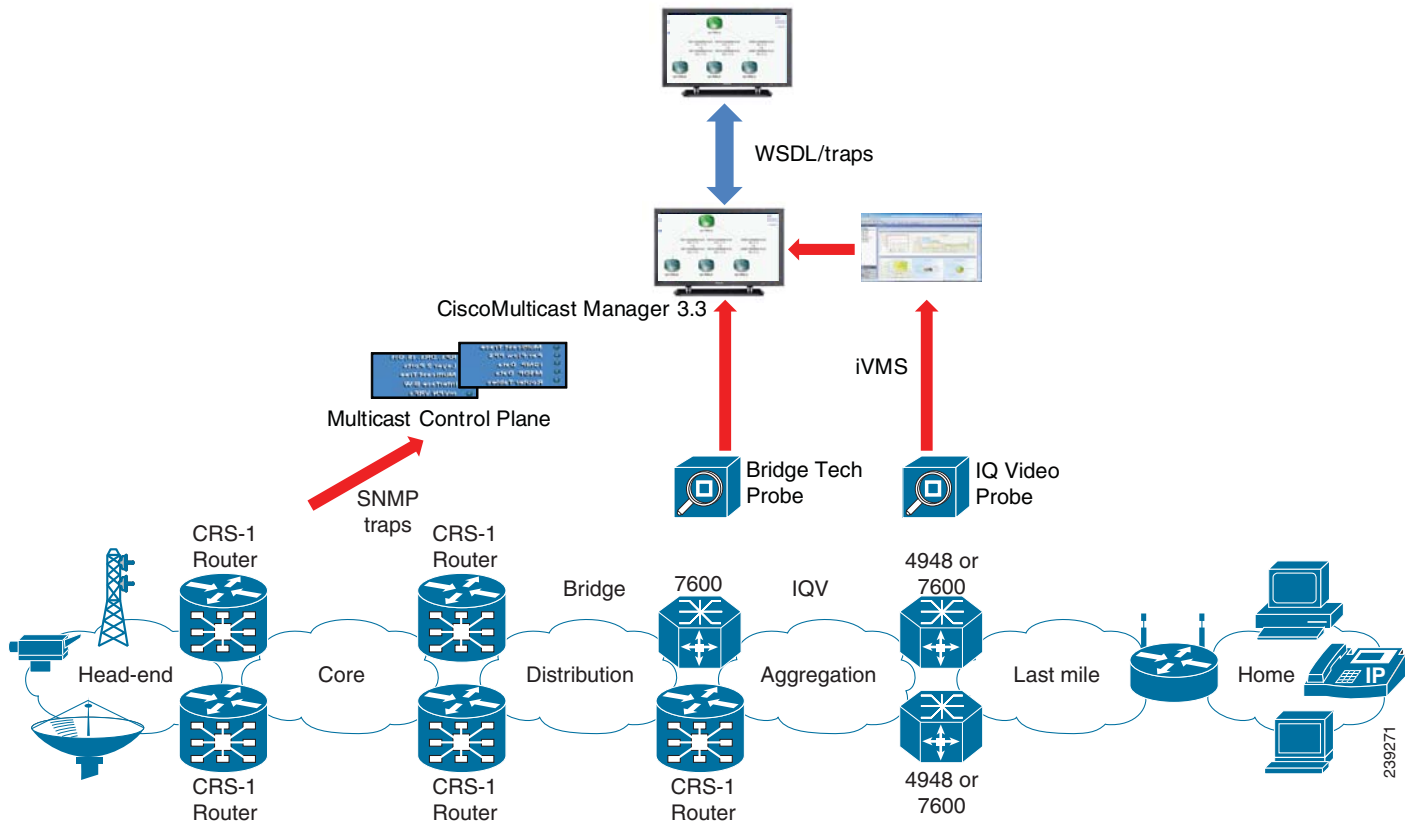 WSDL/traps
CiscoMulticast Manager 3.3
iVMS
Multicast Control Plane
Bridge Tech
Probe
IQ Video
Probe
SNMP
traps
CRS-1
Router
CRS-1
Router
Bridge
7600
IQV
4948 or
7600
Head-end
Core
Distribution
Aggregation
Last mile
Home
IP
CRS-1
Router
CRS-1
Router
CRS-1
Router
4948 or
7600
239271